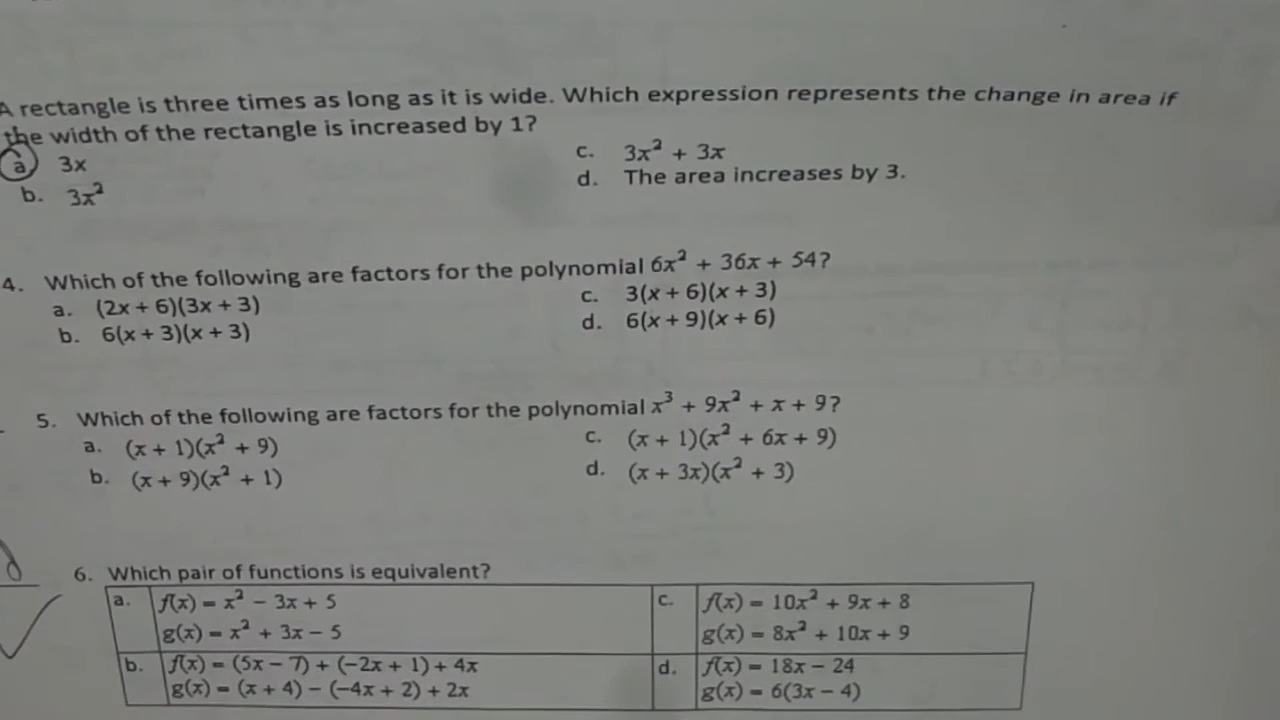 A rectangle is three times as long as it is wide. Which expression represents the change in area if
the width of the rectangle is increased by 1?
a 3x
c. 3x² + 3x
b. 3x²
d. The area increases by 3.
4. Which of the following are factors for the polynomial 6x² + 36x + 54?
a. (2x + 6)(3x + 3)
c. 3(x + 6)(x + 3)
b. 6(x + 3)(x + 3)
d. 6(x + 9)(x + 6)
5. Which of the following are factors for the polynomial x³ + 9x² + x + 9?
a. (x + 1)(x² + 9)
c. (x + 1)(x² + 6x + 9)
b. (x + 9)(x² + 1)
d. (x + 3x)(x² + 3)
6. Which pair of functions is equivalent?
a. f(x) = x² − 3x + 5
g(x) = x² + 3x − 5
c. f(x) = 10x² + 9x + 8
g(x) = 8x² + 10x + 9
b. f(x) = (5x − 7) + (−2x + 1) + 4x
g(x) = (x + 4) − (−4x + 2) + 2x
d. f(x) = 18x − 24
g(x) = 6(3x − 4)